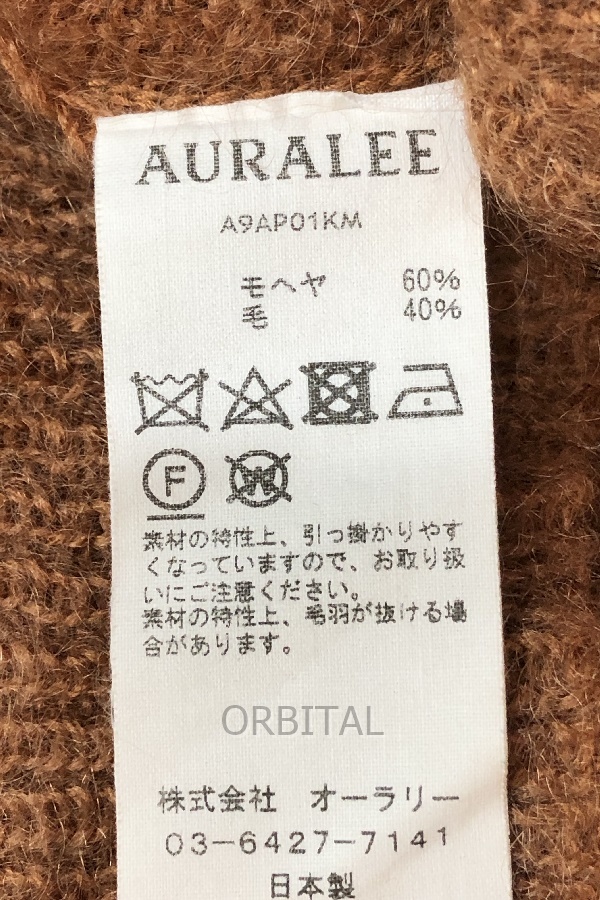 AURALEE
A9AP01KM
モヘヤ 60%
毛 40%
F W
素材の特性上、引っ掛かりやす
くなっていますので、お取り扱
いにご注意ください。
素材の特性上、毛羽が抜ける場
合があります。
ORBITAL
株式会社 オーラリー
03-6427-7141
日本製